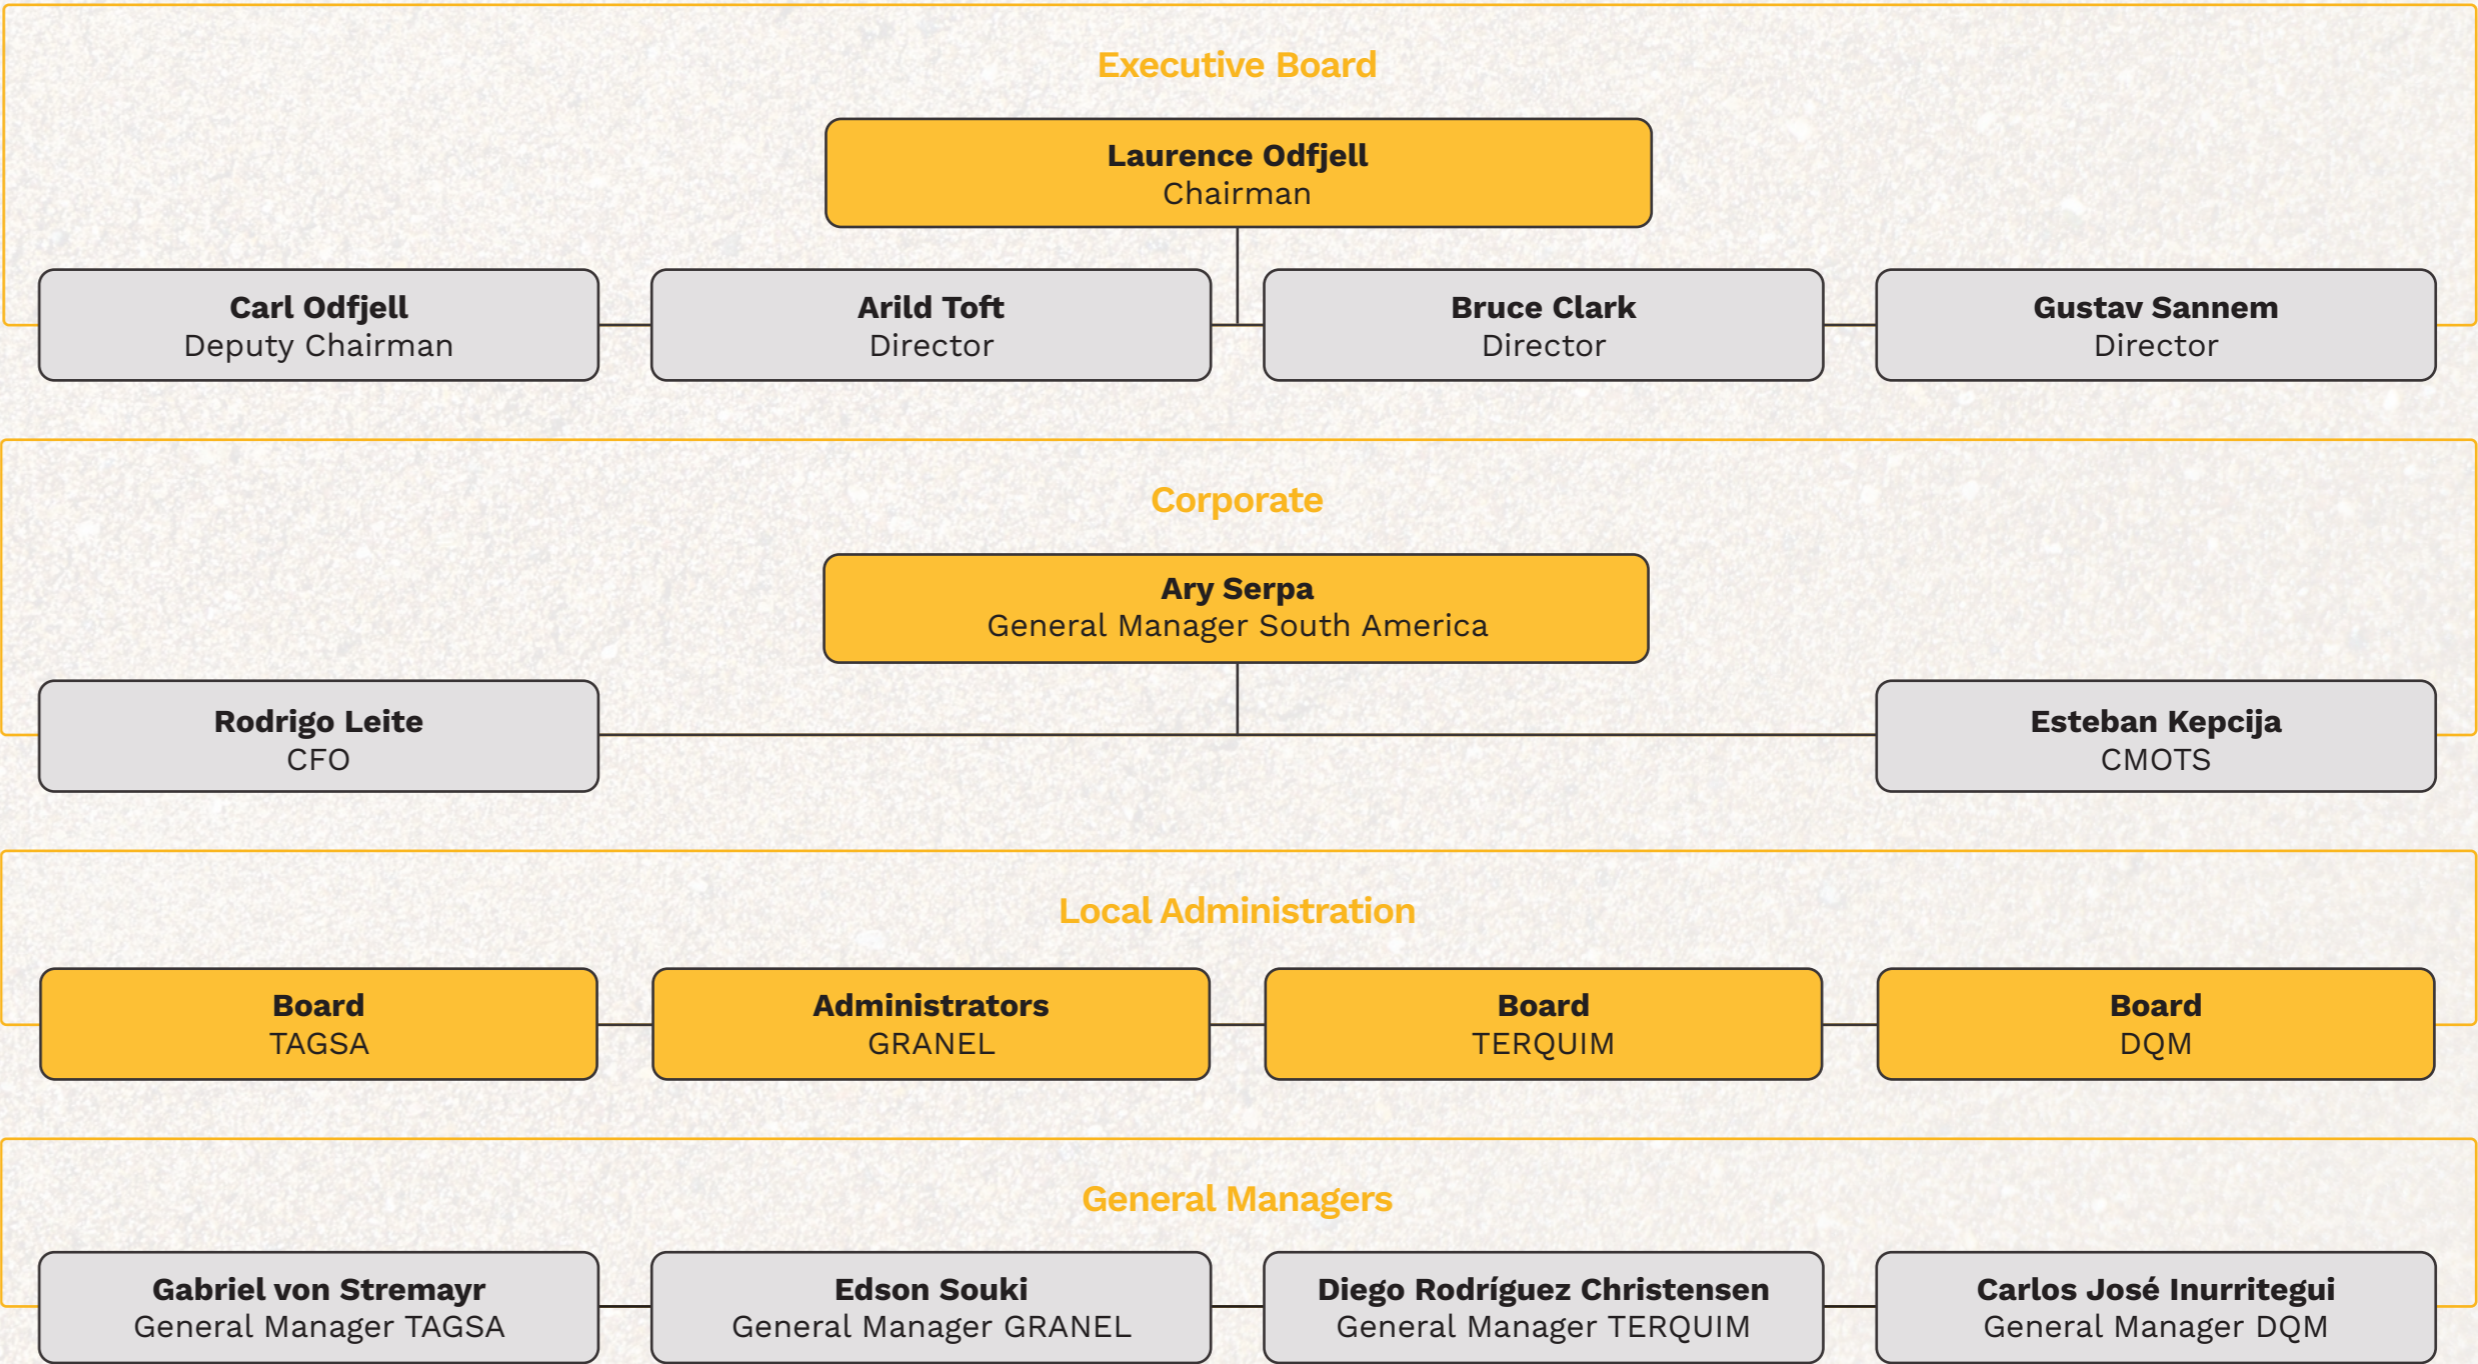 Executive Board
Laurence Odfjell
Chairman
Carl Odfjell
Deputy Chairman
Arild Toft
Director
Bruce Clark
Director
Gustav Sannem
Director
Corporate
Ary Serpa
General Manager South America
Rodrigo Leite
CFO
Esteban Kepcija
CMOTS
Local Administration
Board
TAGSA
Administrators
GRANEL
Board
TERQUIM
Board
DQM
General Managers
Gabriel von Stremayr
General Manager TAGSA
Edson Souki
General Manager GRANEL
Diego Rodríguez Christensen
General Manager TERQUIM
Carlos José Inurritegui
General Manager DQM